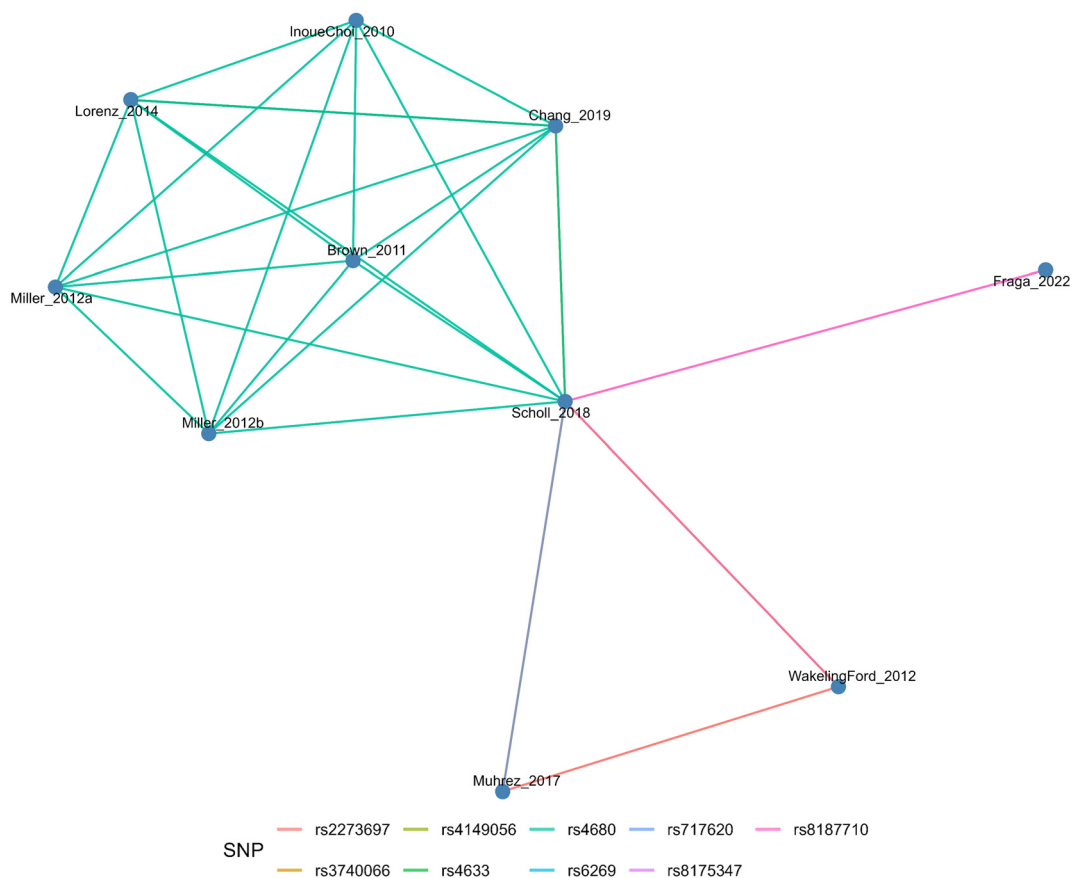 InoueChoi_2010
Lorenz_2014
Chang_2019
Brown_2011
Fraga_2022
Miller_2012a
Scholl_2018
Miller_2012b
WakelingFord_2012
Muhrez_2017
SNP
rs2273697 rs4149056 rs4680 rs717620 rs8187710
rs3740066 rs4633 rs6269 rs8175347